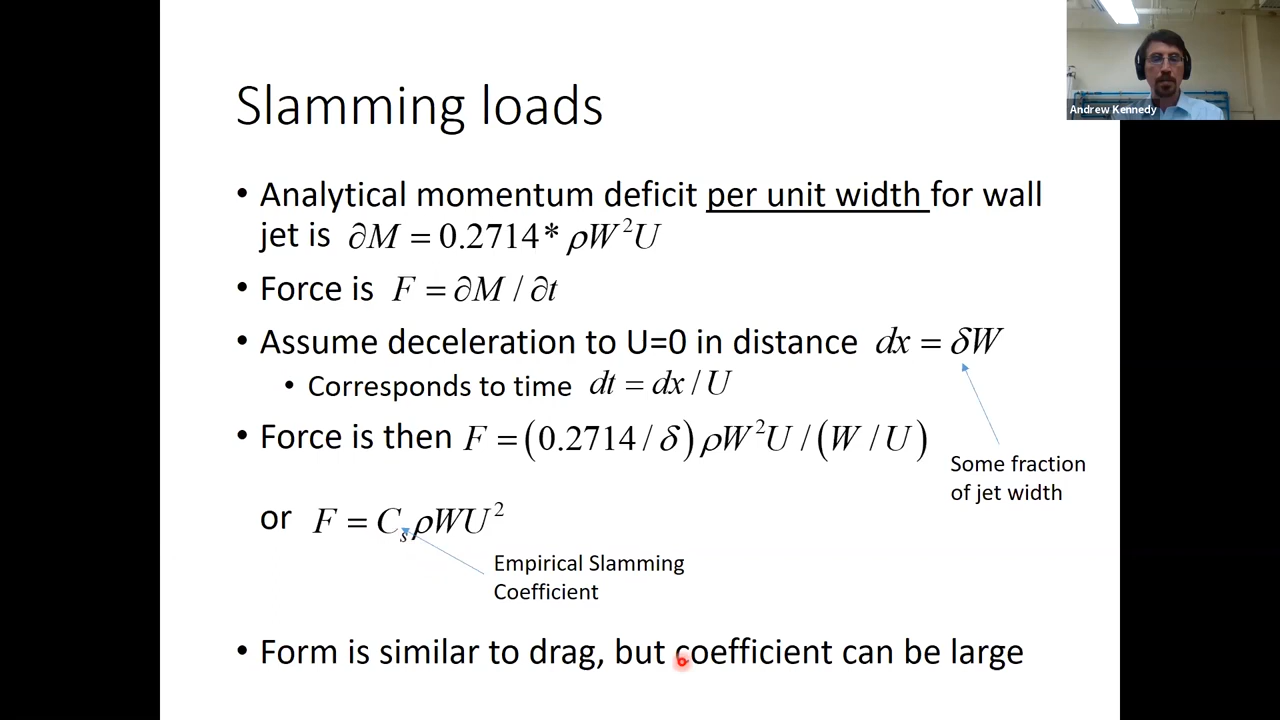 Andrew Kennedy
Slamming loads
• Analytical momentum deficit per unit width for wall
jet is ∂M = 0.2714* ρW²U
• Force is F = ∂M / ∂t
• Assume deceleration to U=0 in distance dx = δW
• Corresponds to time dt = dx / U
• Force is then F = (0.2714 / δ) ρW²U / (W / U)
Some fraction
of jet width
or F = Cₛ ρWU²
Empirical Slamming
Coefficient
• Form is similar to drag, but coefficient can be large